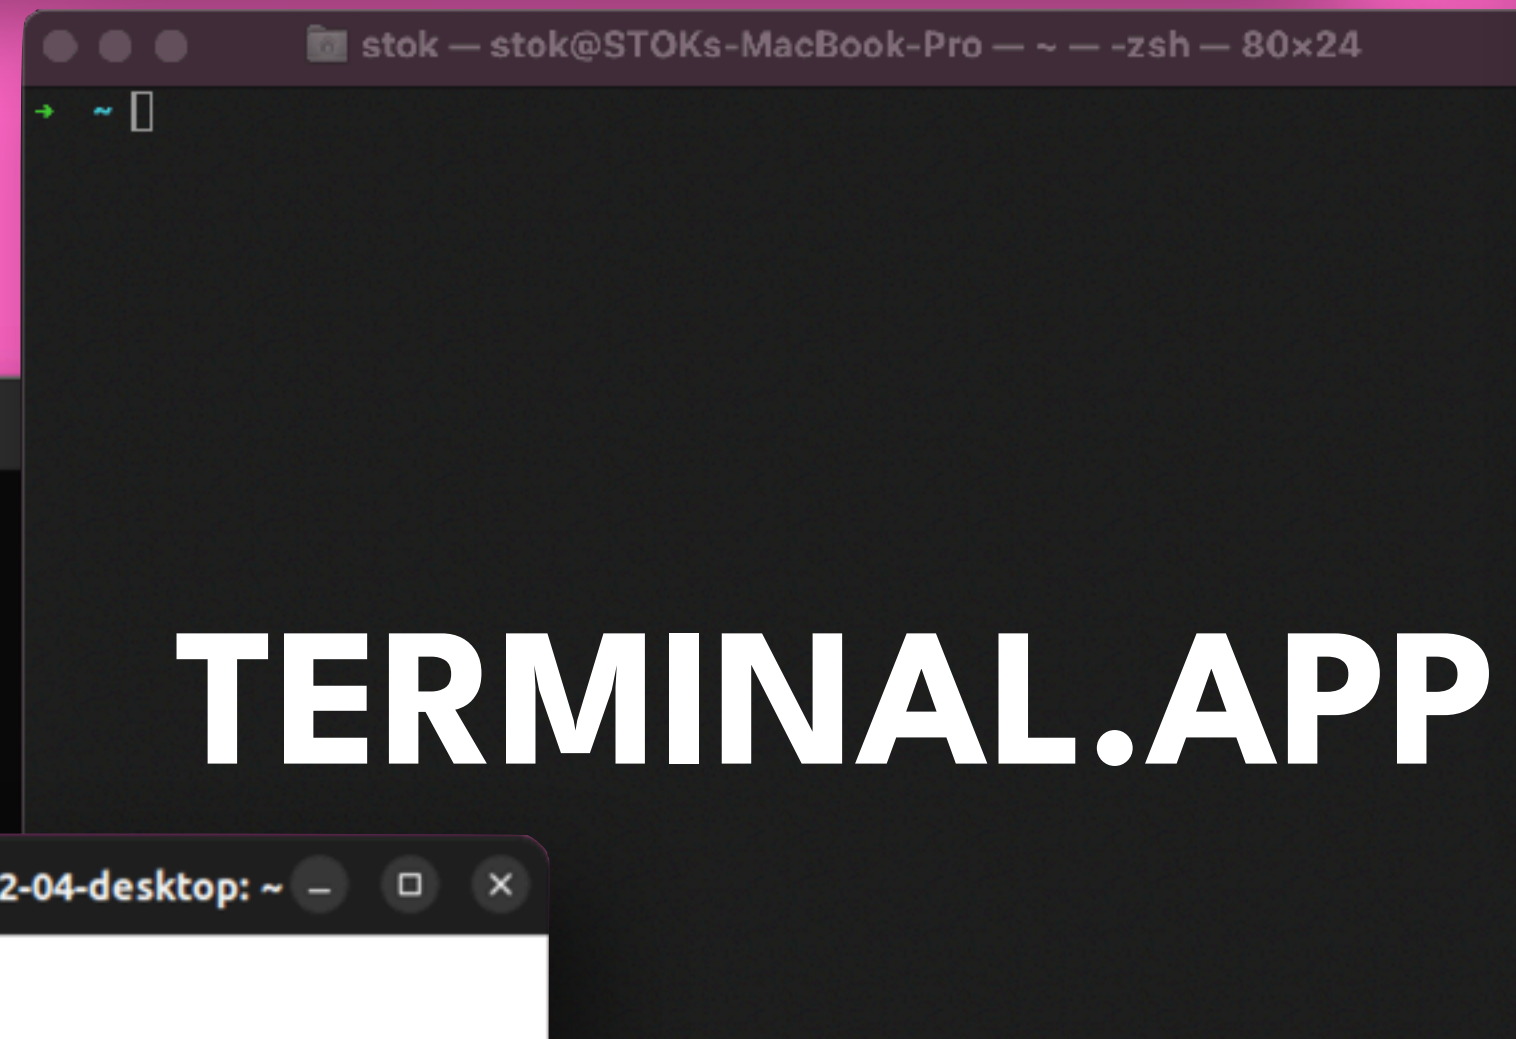 stok — stok@STOKs-MacBook-Pro — ~ — -zsh — 80×24
➜ ~
TERMINAL.APP
2-04-desktop: ~